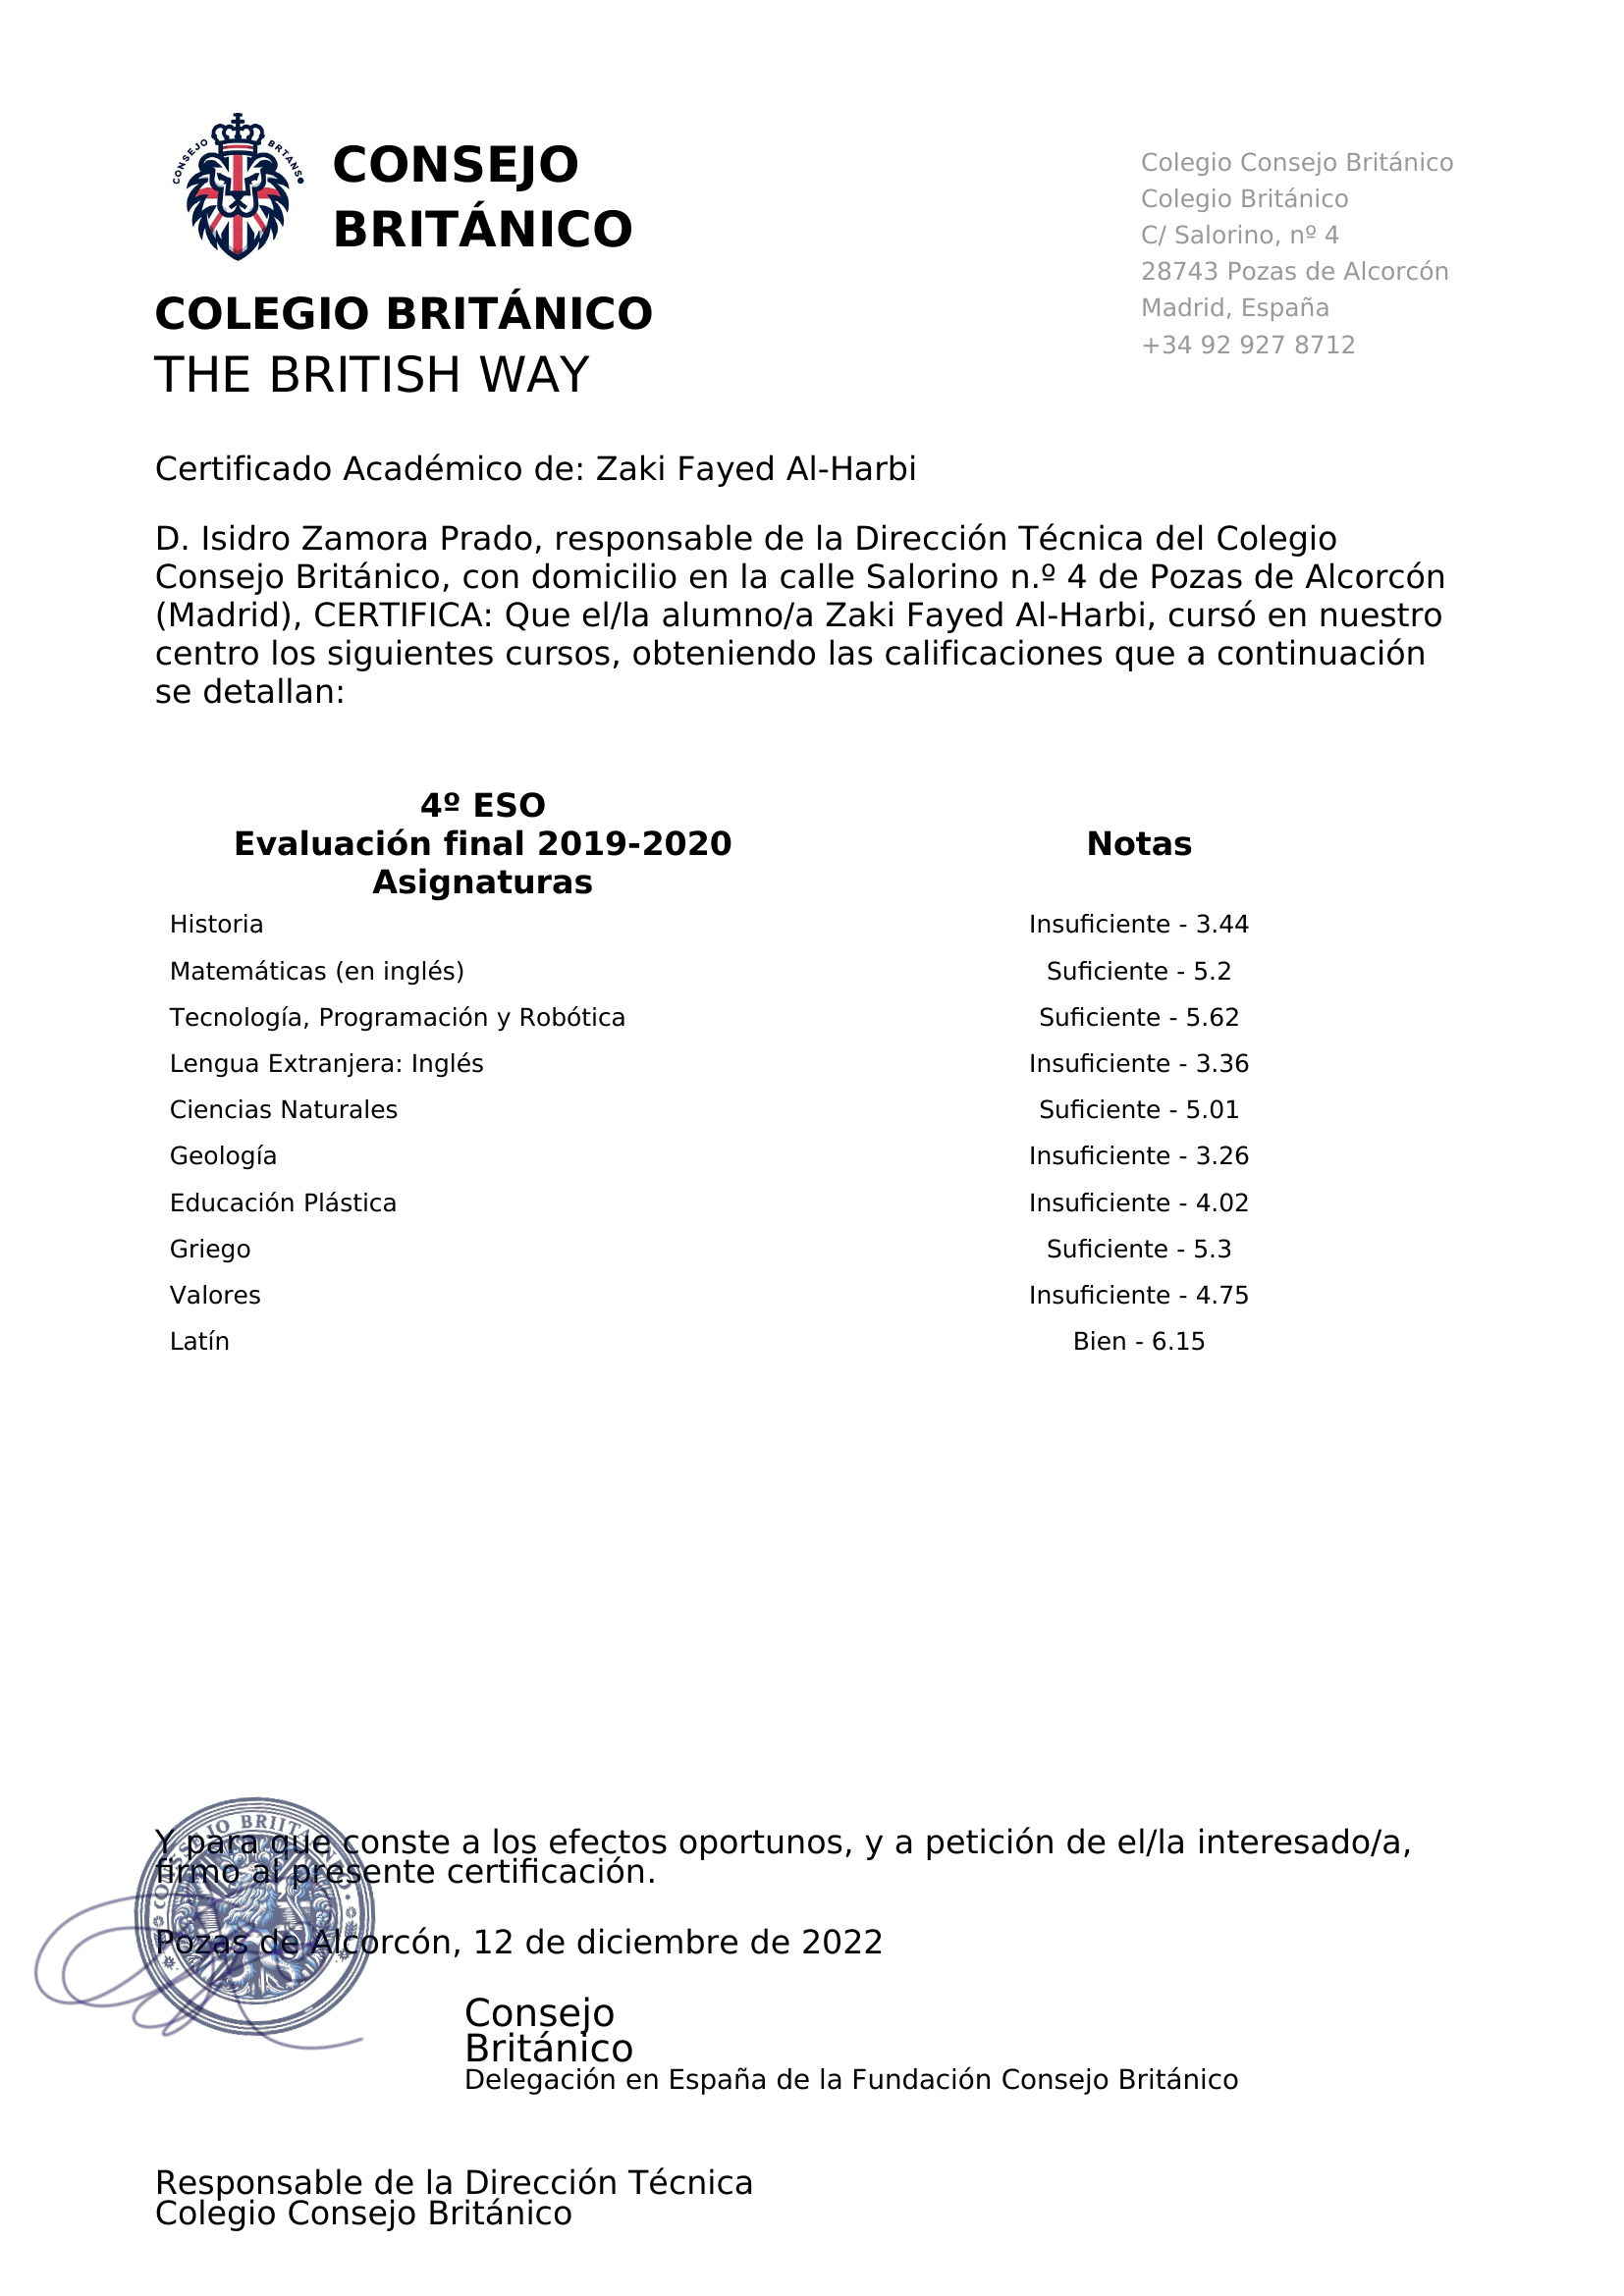 CONSEJO BRTANS
CONSEJO
BRITÁNICO
COLEGIO BRITÁNICO
THE BRITISH WAY
Colegio Consejo Británico
Colegio Británico
C/ Salorino, nº 4
28743 Pozas de Alcorcón
Madrid, España
+34 92 927 8712
Certificado Académico de: Zaki Fayed Al-Harbi
D. Isidro Zamora Prado, responsable de la Dirección Técnica del Colegio
Consejo Británico, con domicilio en la calle Salorino n.º 4 de Pozas de Alcorcón
(Madrid), CERTIFICA: Que el/la alumno/a Zaki Fayed Al-Harbi, cursó en nuestro
centro los siguientes cursos, obteniendo las calificaciones que a continuación
se detallan:
4º ESO
Evaluación final 2019-2020 Notas
Asignaturas
Historia Insuficiente - 3.44
Matemáticas (en inglés) Suficiente - 5.2
Tecnología, Programación y Robótica Suficiente - 5.62
Lengua Extranjera: Inglés Insuficiente - 3.36
Ciencias Naturales Suficiente - 5.01
Geología Insuficiente - 3.26
Educación Plástica Insuficiente - 4.02
Griego Suficiente - 5.3
Valores Insuficiente - 4.75
Latín Bien - 6.15
Y para que conste a los efectos oportunos, y a petición de el/la interesado/a,
firmo al presente certificación.
Pozas de Alcorcón, 12 de diciembre de 2022
Consejo
Británico
Delegación en España de la Fundación Consejo Británico
Responsable de la Dirección Técnica
Colegio Consejo Británico